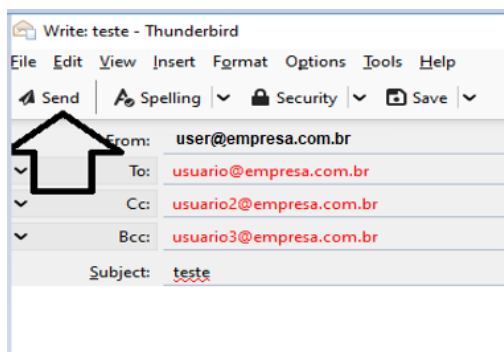 Write: teste - Thunderbird
File Edit View Insert Format Options Tools Help
Send Spelling Security Save
From: user@empresa.com.br
To: usuario@empresa.com.br
Cc: usuario2@empresa.com.br
Bcc: usuario3@empresa.com.br
Subject: teste